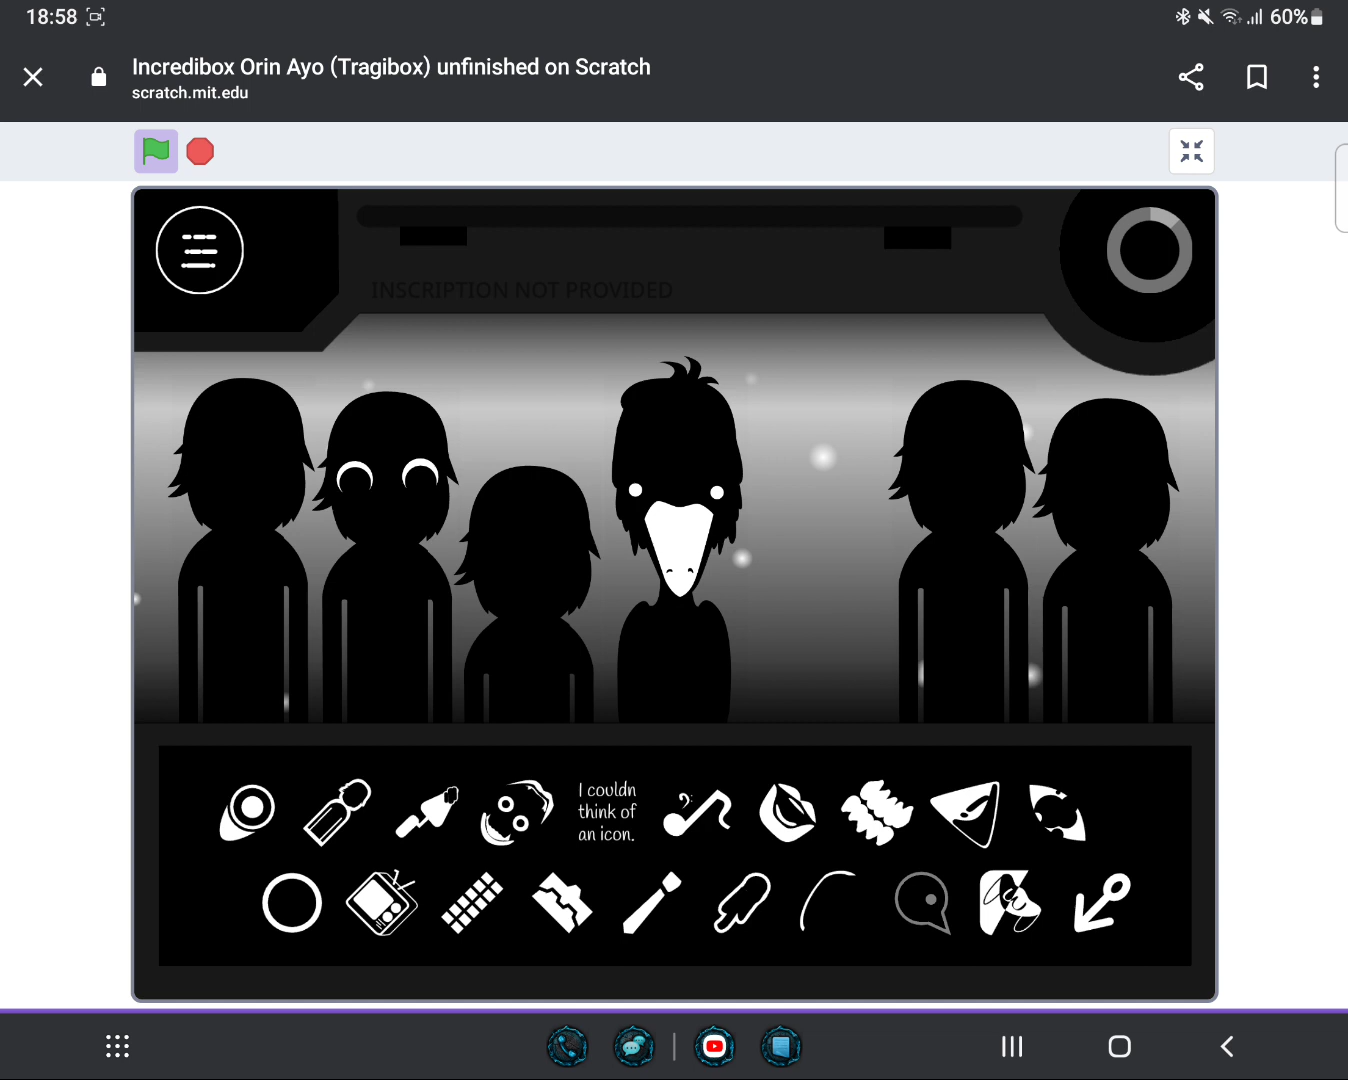 18:58
60%
Incredibox Orin Ayo (Tragibox) unfinished on Scratch
scratch.mit.edu
INSCRIPTION NOT PROVIDED
I couldn
think of
an icon.